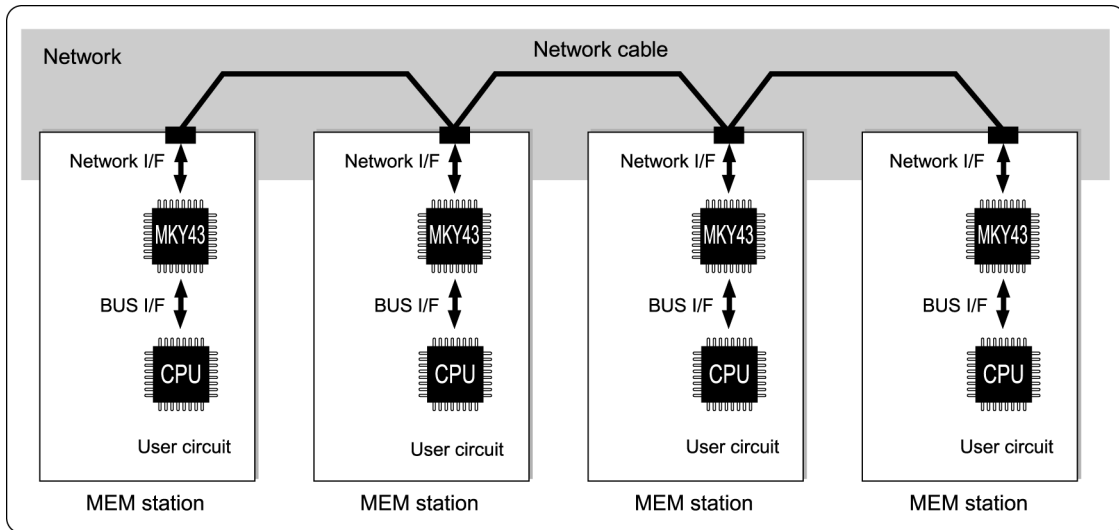 Network
Network cable
Network I/F
Network I/F
Network I/F
Network I/F
MKY43
MKY43
MKY43
MKY43
BUS I/F
BUS I/F
BUS I/F
BUS I/F
CPU
CPU
CPU
CPU
User circuit
User circuit
User circuit
User circuit
MEM station
MEM station
MEM station
MEM station